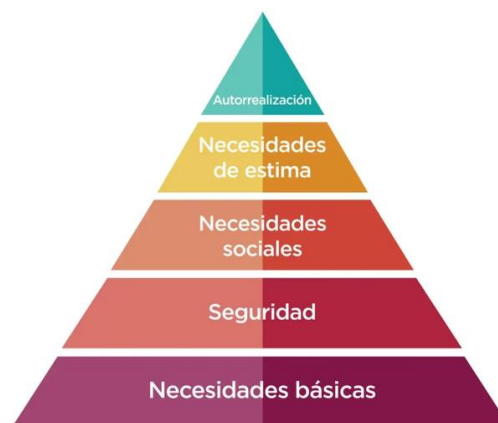 Autorrealización
Necesidades
de estima
Necesidades
sociales
Seguridad
Necesidades básicas